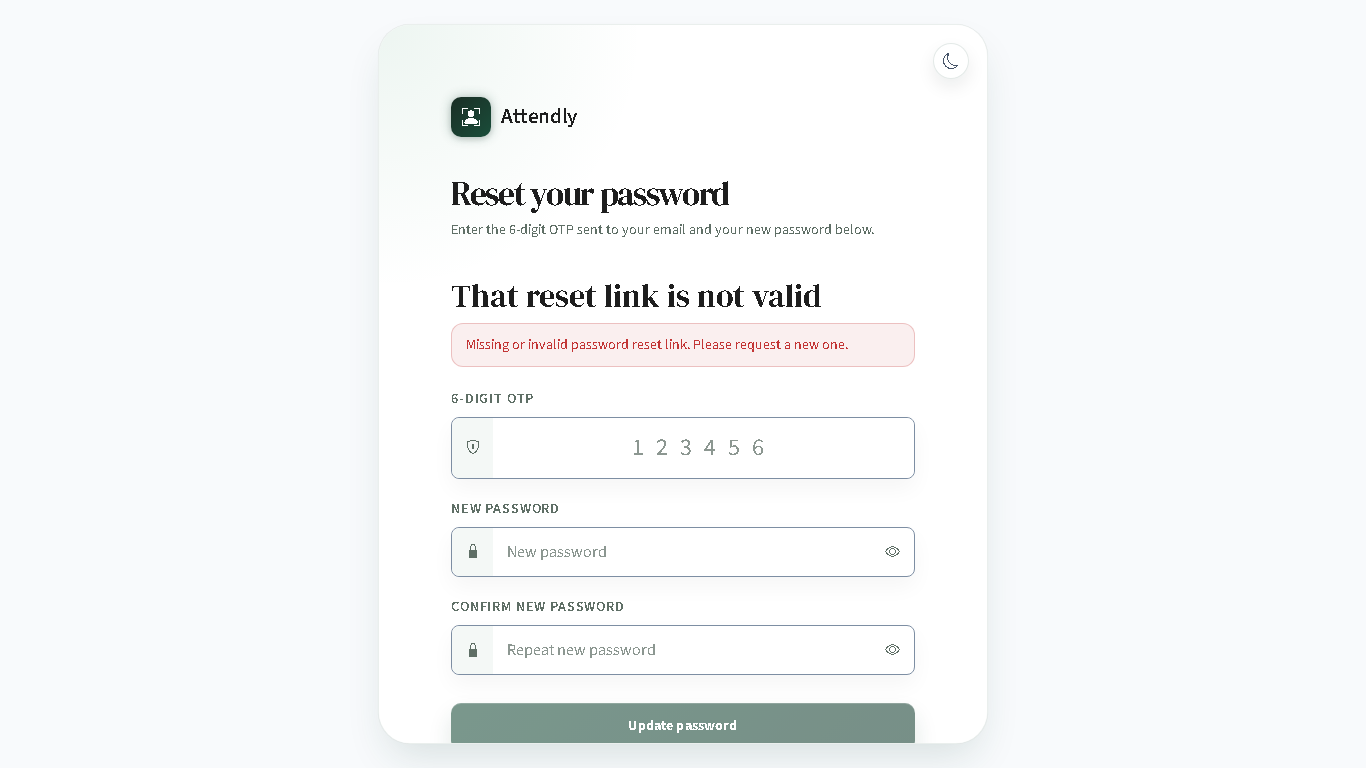 Attendly
Reset your password
Enter the 6-digit OTP sent to your email and your new password below.
That reset link is not valid
Missing or invalid password reset link. Please request a new one.
6-DIGIT OTP
1 2 3 4 5 6
NEW PASSWORD
New password
CONFIRM NEW PASSWORD
Repeat new password
Update password